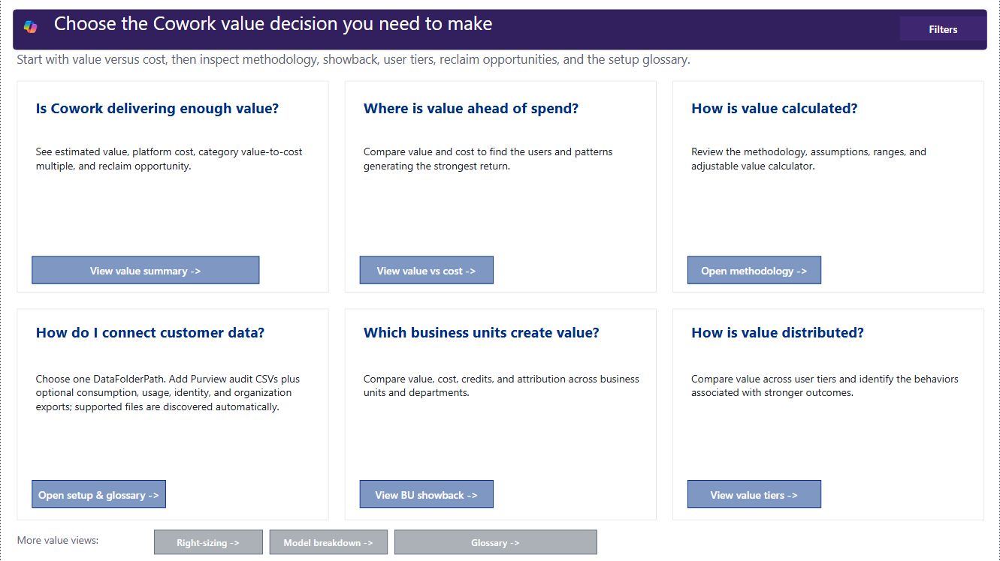 Choose the Cowork value decision you need to make
Filters
Start with value versus cost, then inspect methodology, showback, user tiers, reclaim opportunities, and the setup glossary.
Is Cowork delivering enough value?
See estimated value, platform cost, category value-to-cost
multiple, and reclaim opportunity.
View value summary ->
Where is value ahead of spend?
Compare value and cost to find the users and patterns
generating the strongest return.
View value vs cost ->
How is value calculated?
Review the methodology, assumptions, ranges, and
adjustable value calculator.
Open methodology ->
How do I connect customer data?
Choose one DataFolderPath. Add Purview audit CSVs plus
optional consumption, usage, identity, and organization
exports; supported files are discovered automatically.
Open setup & glossary ->
Which business units create value?
Compare value, cost, credits, and attribution across business
units and departments.
View BU showback ->
How is value distributed?
Compare value across user tiers and identify the behaviors
associated with stronger outcomes.
View value tiers ->
More value views:
Right-sizing ->
Model breakdown ->
Glossary ->